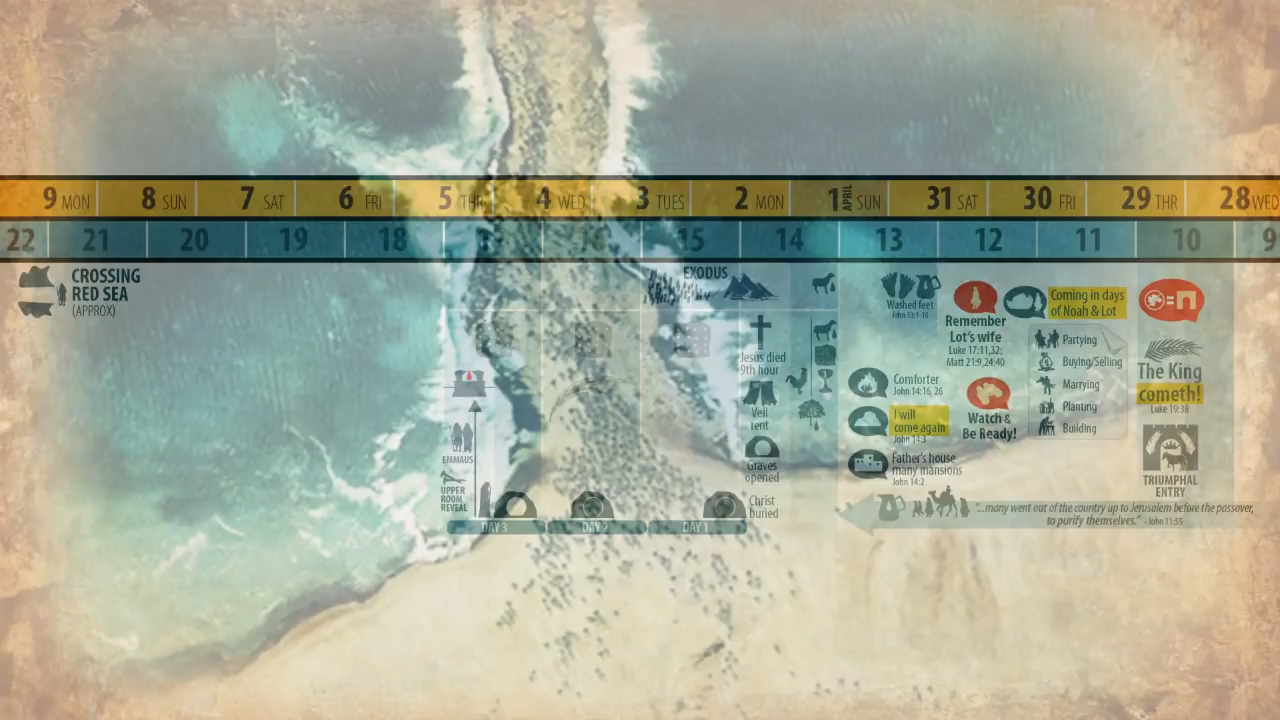 9 MON 8 SUN 7 SAT 6 FRI 5 THR 4 WED 3 TUES 2 MON 1 APRIL SUN 31 SAT 30 FRI 29 THR 28 WED
22 21 20 19 18 17 16 15 14 13 12 11 10 9
CROSSING
RED SEA
(APPROX)
EXODUS
Jesus died
9th hour
Veil
rent
Graves
opened
Christ
buried
EMMAUS
UPPER
ROOM
REVEAL
DAY 3 DAY 2 DAY 1
Washed feet
John 13:1-10
Comforter
John 14:16, 26
I will
come again
John 14:3
Father's house
many mansions
John 14:2
Remember
Lot's wife
Luke 17:11,32;
Matt 21:9,24:40
Watch &
Be Ready!
Coming in days
of Noah & Lot
Partying
Buying/Selling
Marrying
Planting
Building
The King
cometh!
Luke 19:38
TRIUMPHAL
ENTRY
"...many went out of the country up to Jerusalem before the passover,
to purify themselves." - John 11:55